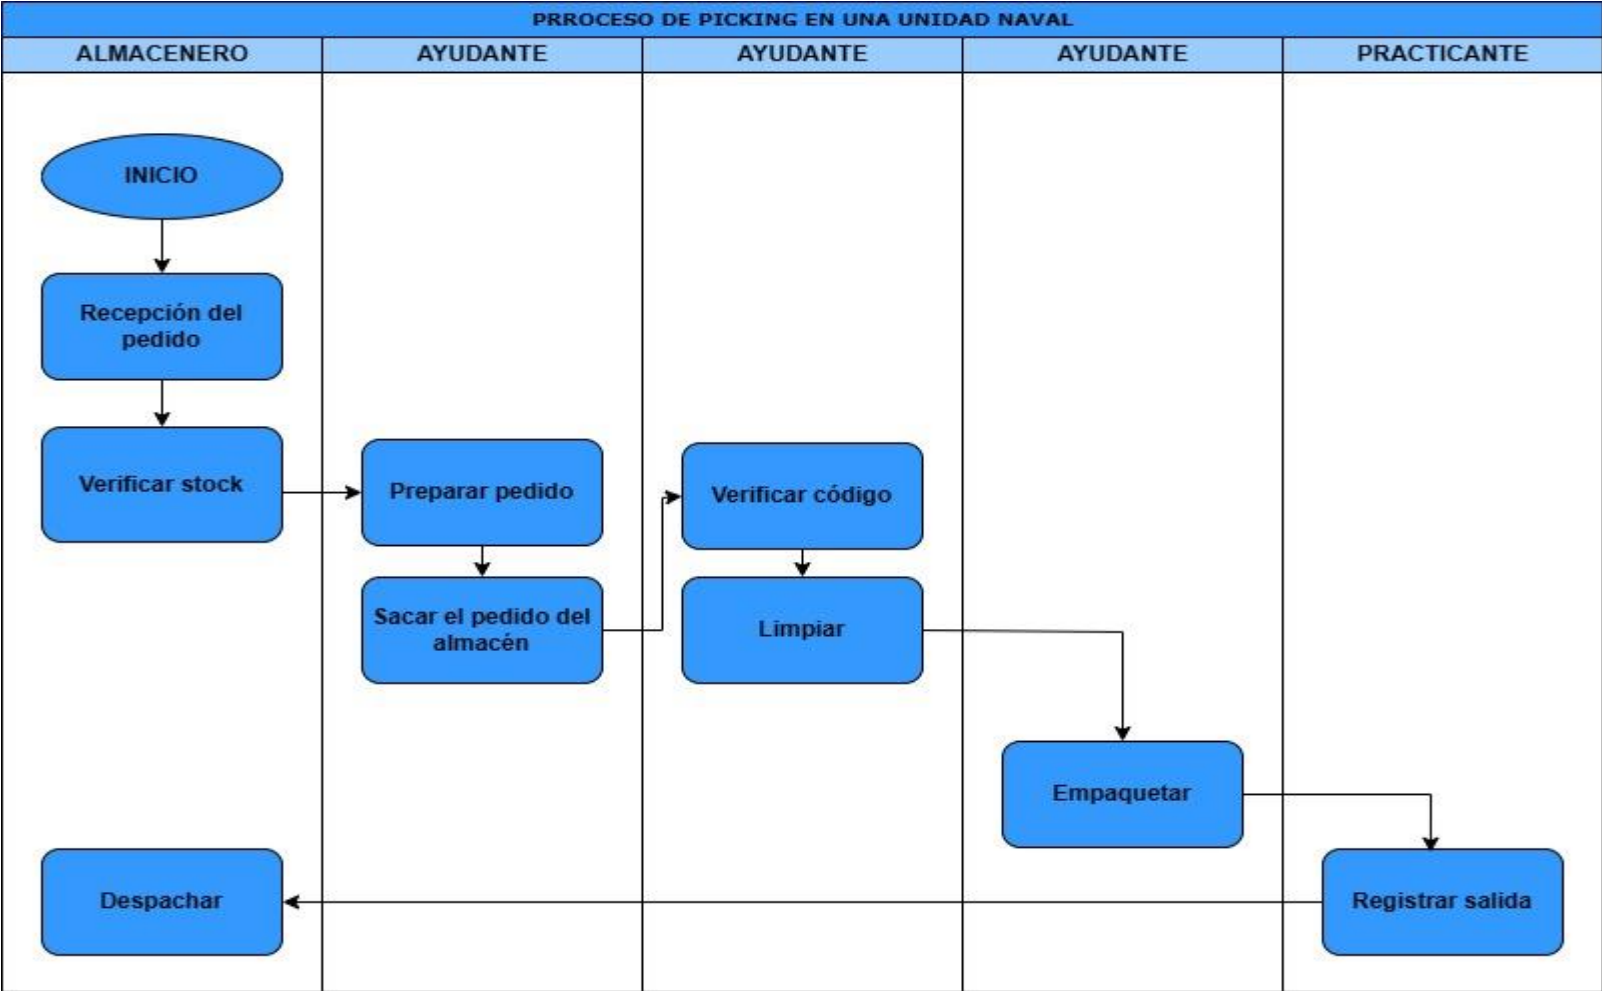 PRROCESO DE PICKING EN UNA UNIDAD NAVAL
ALMACENERO
AYUDANTE
AYUDANTE
AYUDANTE
PRACTICANTE
INICIO
Recepción del
pedido
Verificar stock
Preparar pedido
Verificar código
Sacar el pedido del
almacén
Limpiar
Empaquetar
Despachar
Registrar salida